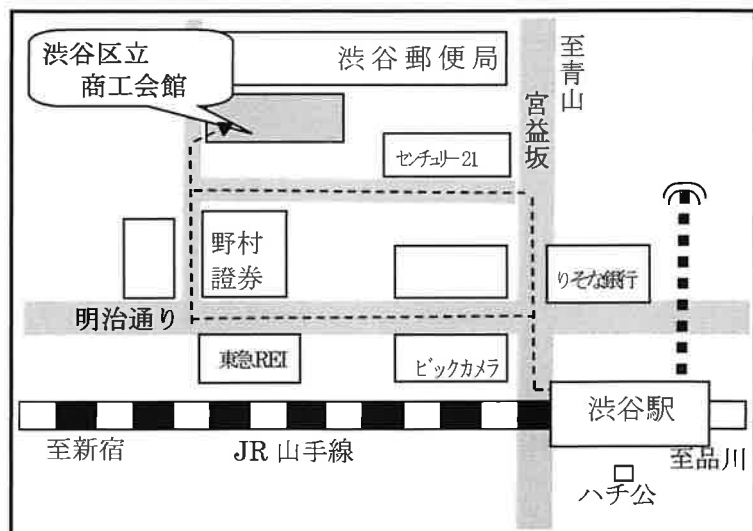 渋谷区立
商工会館
渋谷郵便局
至青山
宮益坂
センチュリー21
野村
證券
りそな銀行
明治通り
東急REI
ビックカメラ
渋谷駅
至新宿
JR 山手線
至品川
ハチ公